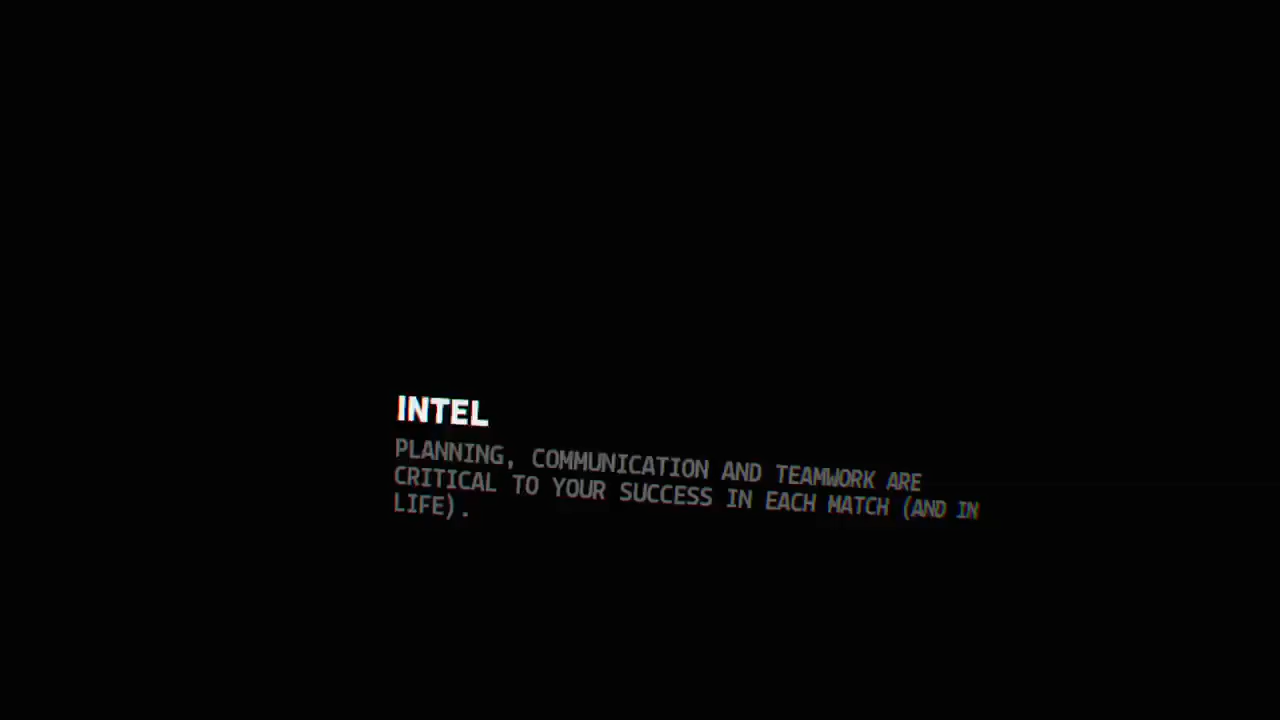 INTEL
PLANNING, COMMUNICATION AND TEAMWORK ARE
CRITICAL TO YOUR SUCCESS IN EACH MATCH (AND IN
LIFE).